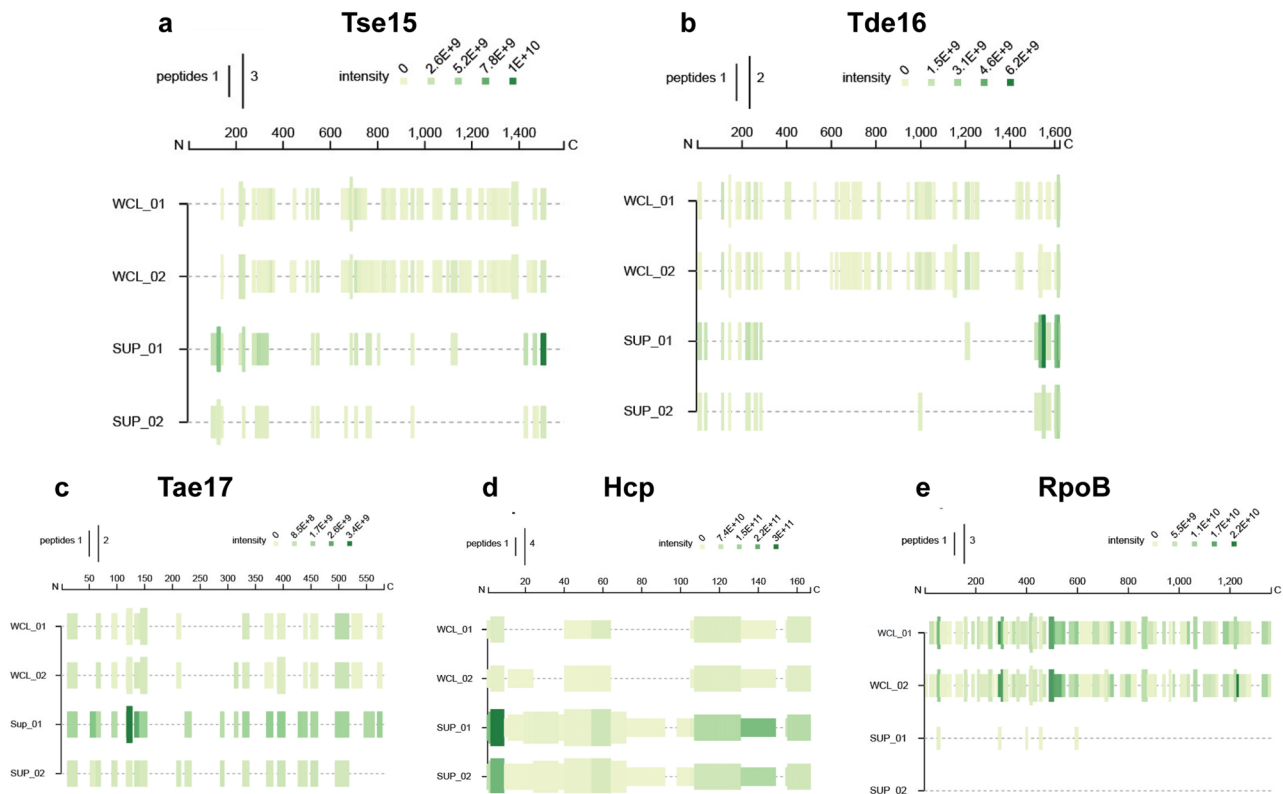 a Tse15
peptides 1 3
intensity 0 2.6E+9 5.2E+9 7.8E+9 1E+10
N 200 400 600 800 1,000 1,200 1,400 C
WCL_01
WCL_02
SUP_01
SUP_02
b Tde16
peptides 1 2
intensity 0 1.5E+9 3.1E+9 4.6E+9 6.2E+9
N 200 400 600 800 1,000 1,200 1,400 1,600 C
WCL_01
WCL_02
SUP_01
SUP_02
c Tae17
peptides 1 2
intensity 0 8.5E+8 1.7E+9 2.6E+9 3.4E+9
N 50 100 150 200 250 300 350 400 450 500 550 C
WCL_01
WCL_02
Sup_01
SUP_02
d Hcp
peptides 1 4
intensity 0 7.4E+10 1.5E+11 2.2E+11 3E+11
N 20 40 60 80 100 120 140 160 C
WCL_01
WCL_02
SUP_01
SUP_02
e RpoB
peptides 1 3
intensity 0 5.5E+9 1.1E+10 1.7E+10 2.2E+10
N 200 400 600 800 1,000 1,200 C
WCL_01
WCL_02
SUP_01
SUP_02